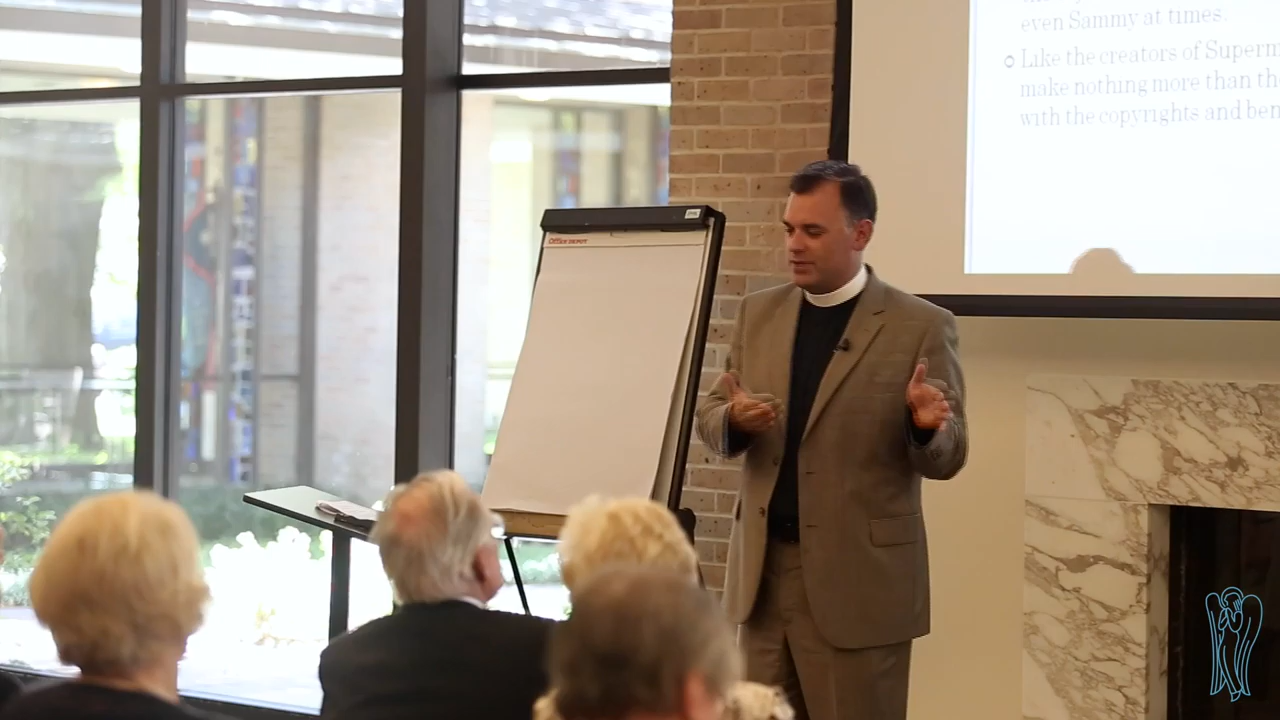 even Sammy at times.
Like the creators of Superm
make nothing more than th
with the copyrights and ben
Office DEPOT